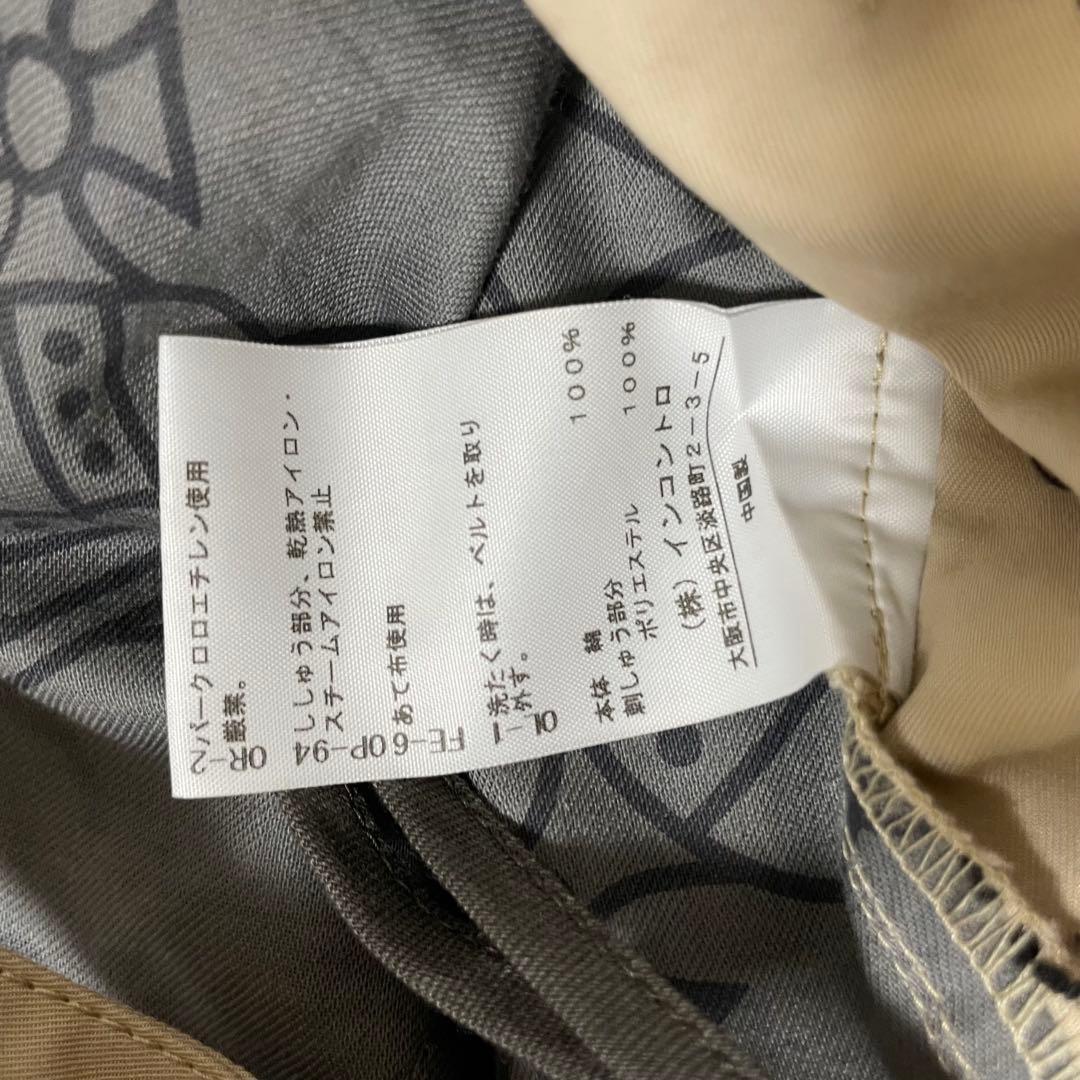 パークロロエチレン使用
厳禁。
ししゅう部分、乾熱アイロン・
スチームアイロン禁止
あて布使用
洗たく時は、ベルトを取り
外す。
本体 綿 100%
刺しゅう部分
ポリエステル 100%
(株)インコントロ
大阪市中央区淡路町2-3-5
中国製